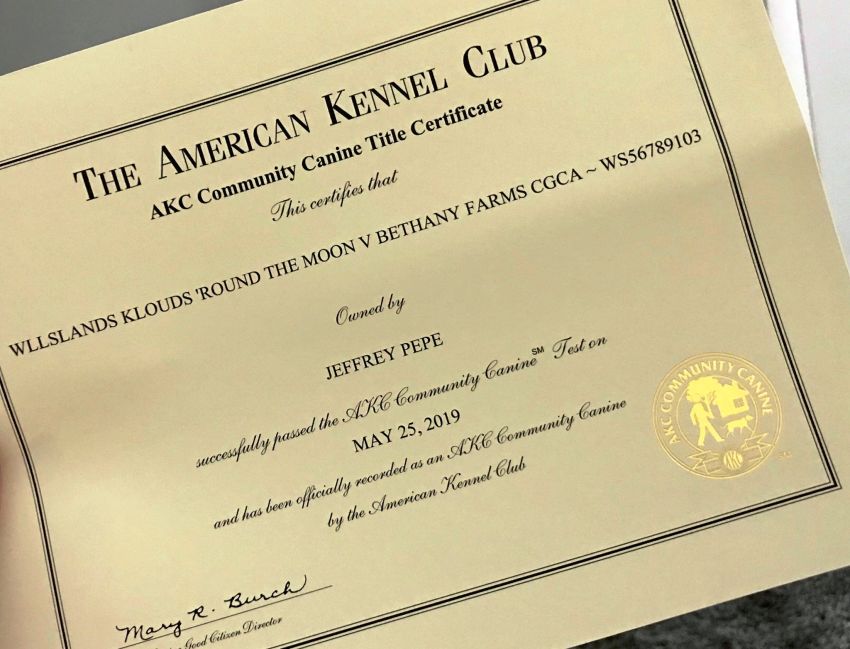 THE AMERICAN KENNEL CLUB
AKC Community Canine Title Certificate
This certifies that
WLLSLANDS KLOUDS 'ROUND THE MOON V BETHANY FARMS CGCA ~ WS56789103
Owned by
JEFFREY PEPE
successfully passed the AKC Community Canine℠ Test on
MAY 25, 2019
and has been officially recorded as an AKC Community Canine
by the American Kennel Club
AKC COMMUNITY CANINE
AKC
SM
Mary R. Burch
Good Citizen Director